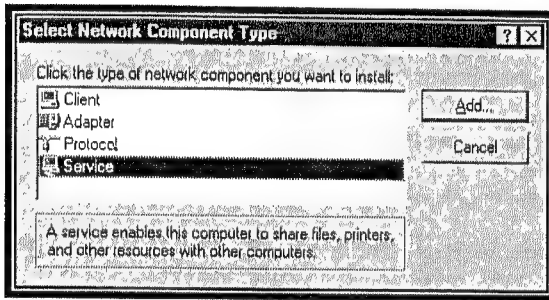 Select Network Component Type
Click the type of network component you want to install:
Client
Adapter
Protocol
Service
Add...
Cancel
A service enables this computer to share files, printers,
and other resources with other computers.